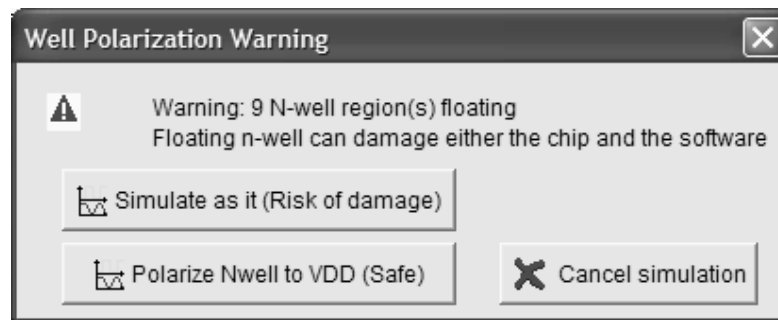 Well Polarization Warning
Warning: 9 N-well region(s) floating
Floating n-well can damage either the chip and the software
Simulate as it (Risk of damage)
Polarize Nwell to VDD (Safe)
Cancel simulation